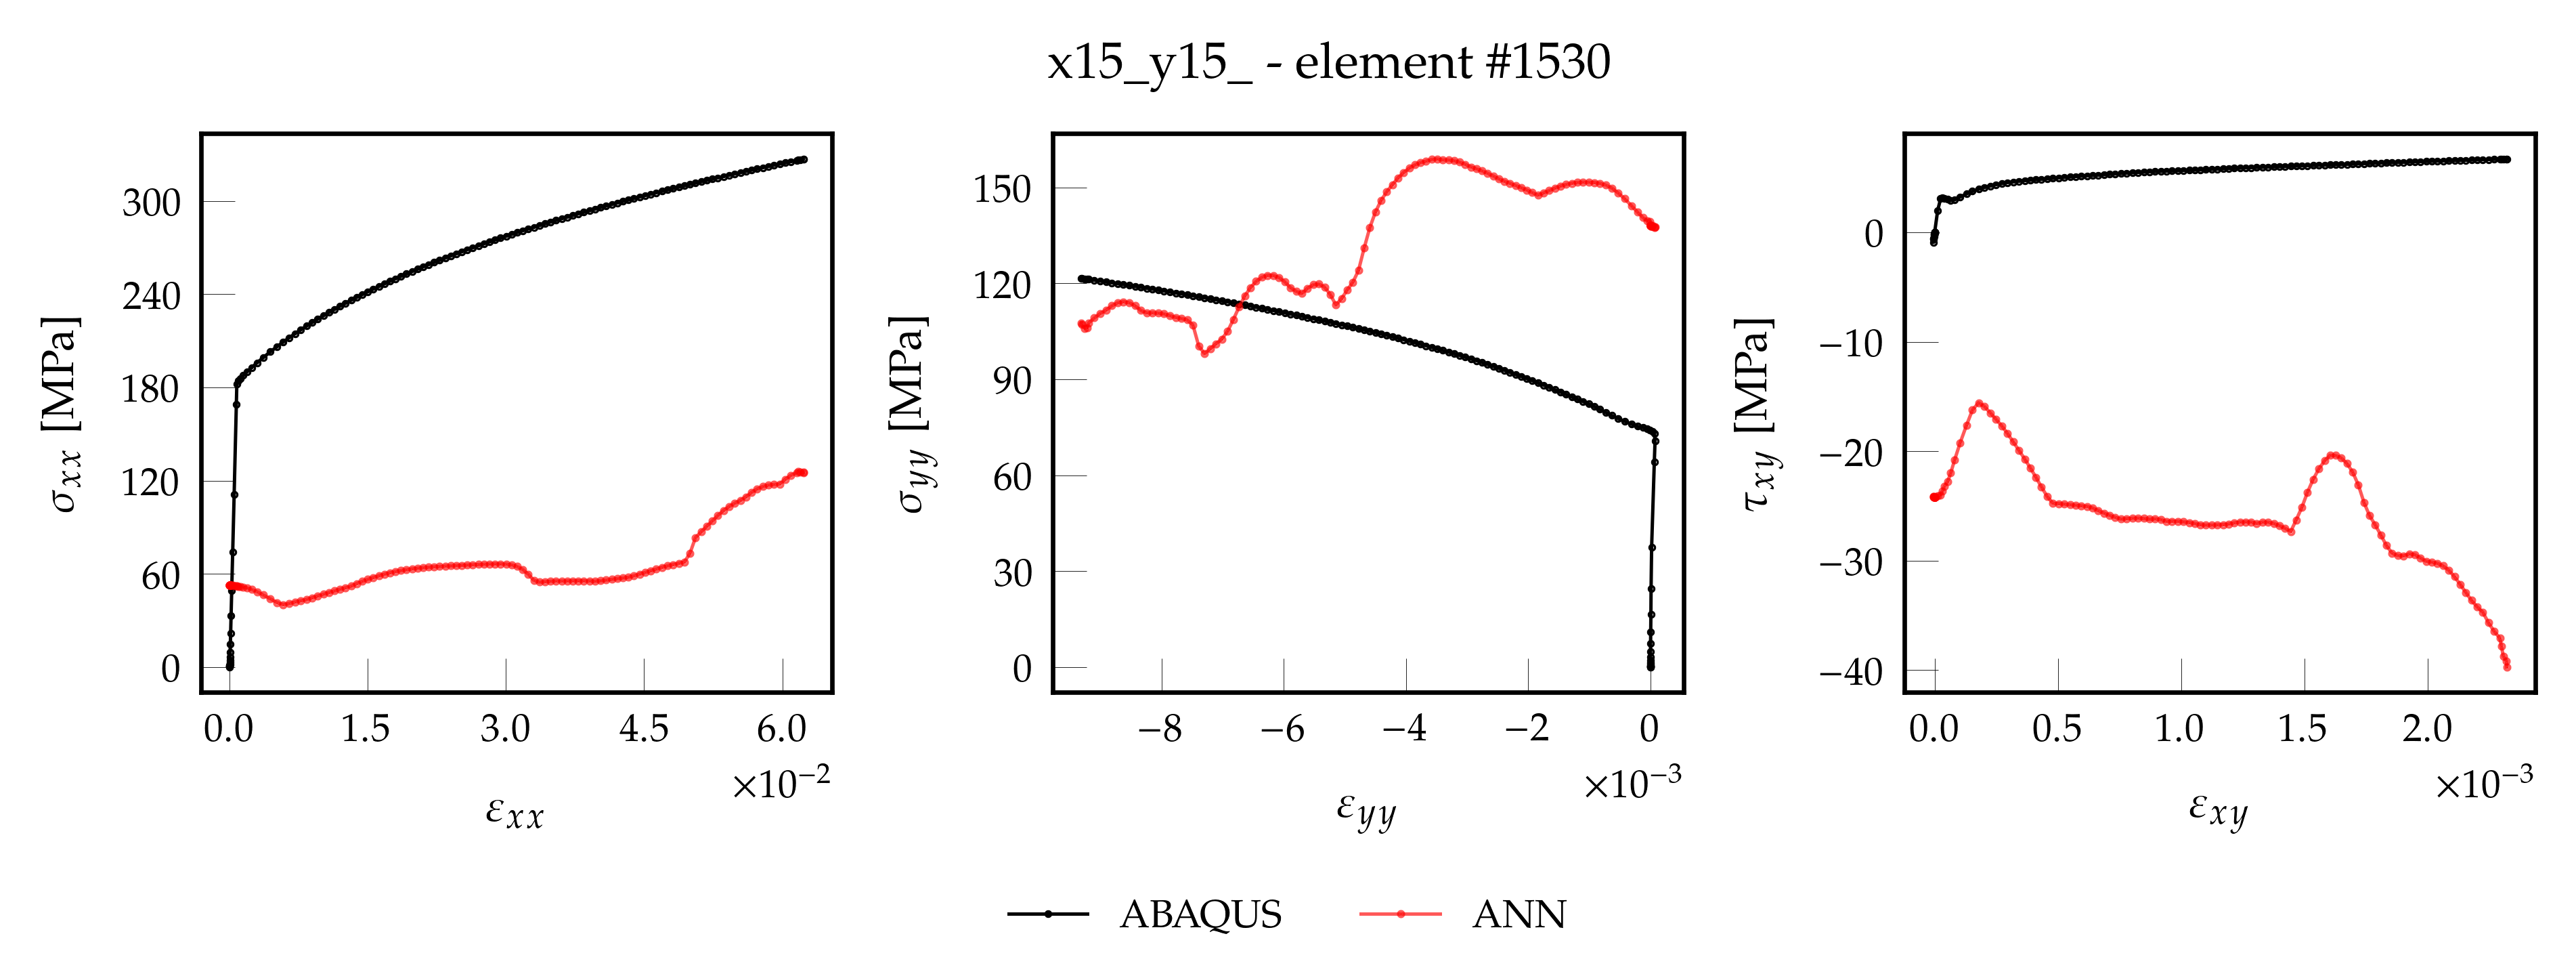 x15_y15_ - element #1530
σxx [MPa]
300
240
180
120
60
0
0.0 1.5 3.0 4.5 6.0
×10−2
εxx
σyy [MPa]
150
120
90
60
30
0
−8 −6 −4 −2 0
×10−3
εyy
τxy [MPa]
0
−10
−20
−30
−40
0.0 0.5 1.0 1.5 2.0
×10−3
εxy
ABAQUS ANN